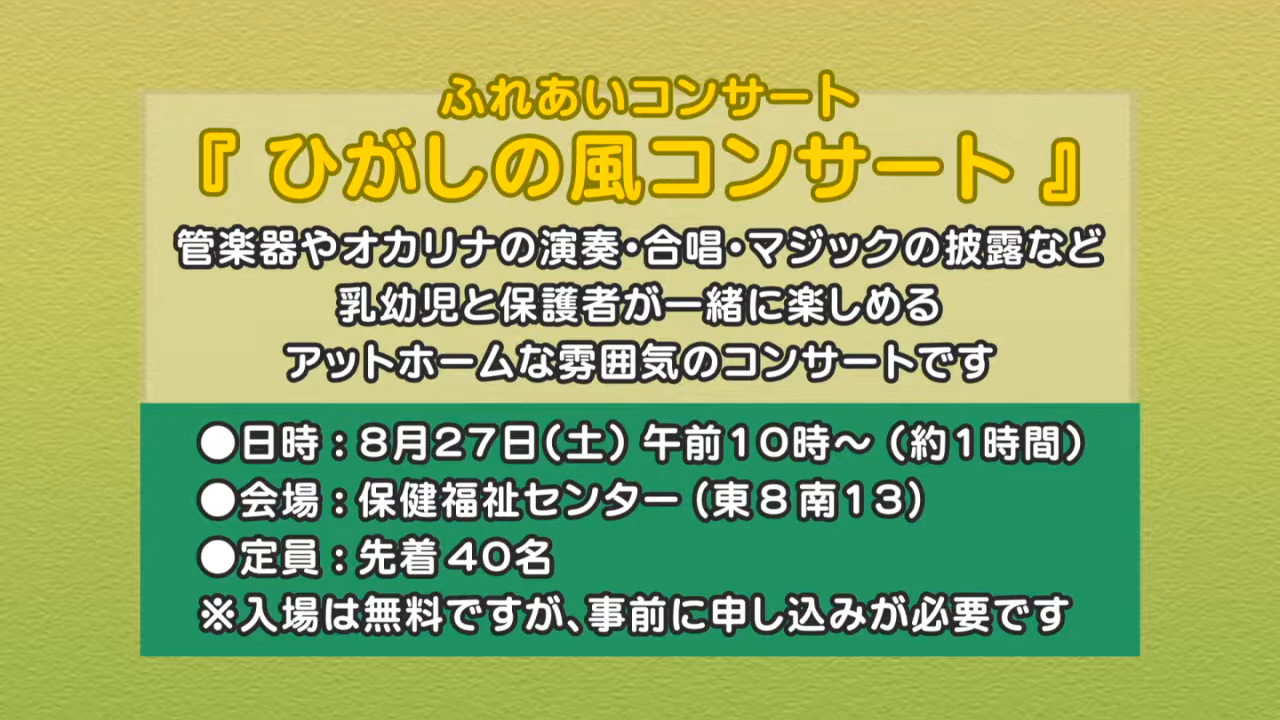 ふれあいコンサート
『ひがしの風コンサート』
管楽器やオカリナの演奏・合唱・マジックの披露など
乳幼児と保護者が一緒に楽しめる
アットホームな雰囲気のコンサートです
●日時：8月27日(土) 午前10時～（約1時間）
●会場：保健福祉センター（東8南13）
●定員：先着40名
※入場は無料ですが、事前に申し込みが必要です